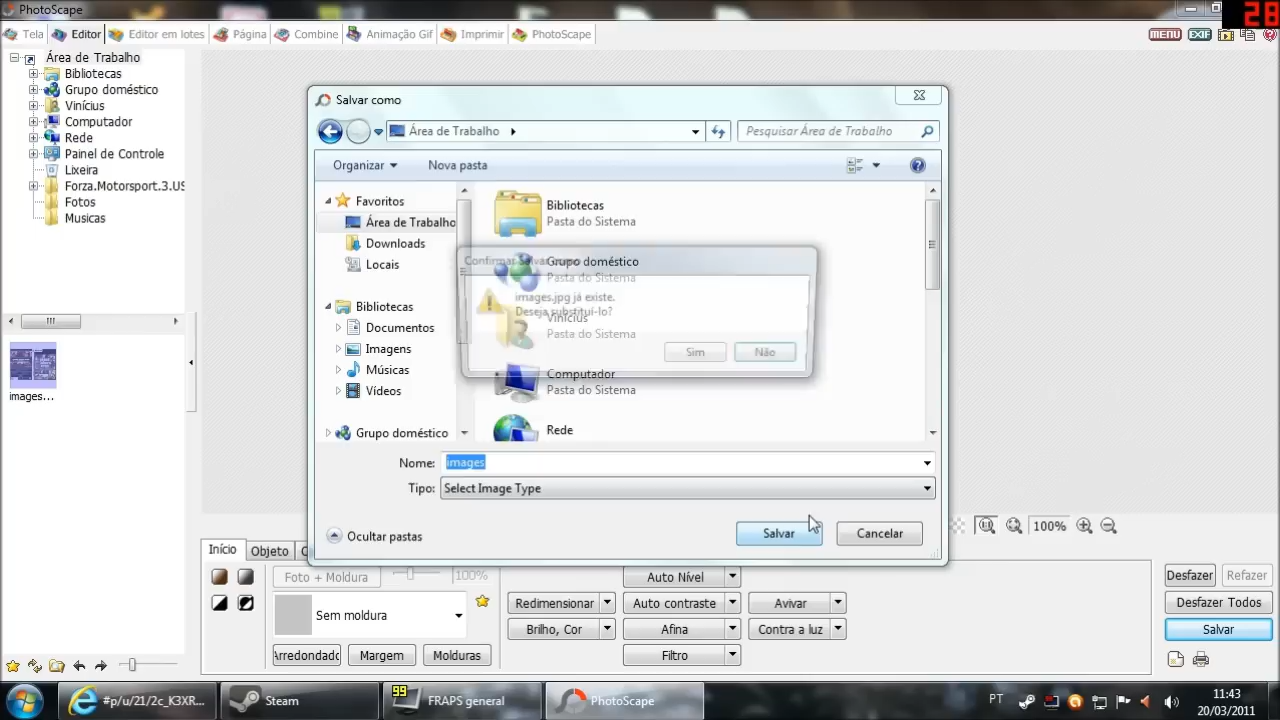 PhotoScape
28
Tela
Editor
Editor em lotes
Página
Combine
Animação Gif
Imprimir
PhotoScape
MENU
EXIF
Área de Trabalho
Bibliotecas
Grupo doméstico
Vinícius
Computador
Rede
Painel de Controle
Lixeira
Forza.Motorsport.3.US
Fotos
Musicas
images...
Salvar como
Área de Trabalho
Pesquisar Área de Trabalho
Organizar
Nova pasta
Favoritos
Área de Trabalho
Downloads
Locais
Bibliotecas
Documentos
Imagens
Músicas
Vídeos
Grupo doméstico
Bibliotecas
Pasta do Sistema
Grupo doméstico
Pasta do Sistema
Vinícius
Pasta do Sistema
Computador
Pasta do Sistema
Rede
Confirmar Salvar como
images.jpg já existe.
Deseja substituí-lo?
Sim
Não
Nome: images
Tipo: Select Image Type
Ocultar pastas
Salvar
Cancelar
100%
Início
Objeto
Foto + Moldura
100%
Sem moldura
Arredondado
Margem
Molduras
Auto Nível
Redimensionar
Auto contraste
Avivar
Brilho, Cor
Afina
Contra a luz
Filtro
Desfazer
Refazer
Desfazer Todos
Salvar
#p/u/21/2c_K3XR...
Steam
99
FRAPS general
PhotoScape
PT
11:43
20/03/2011